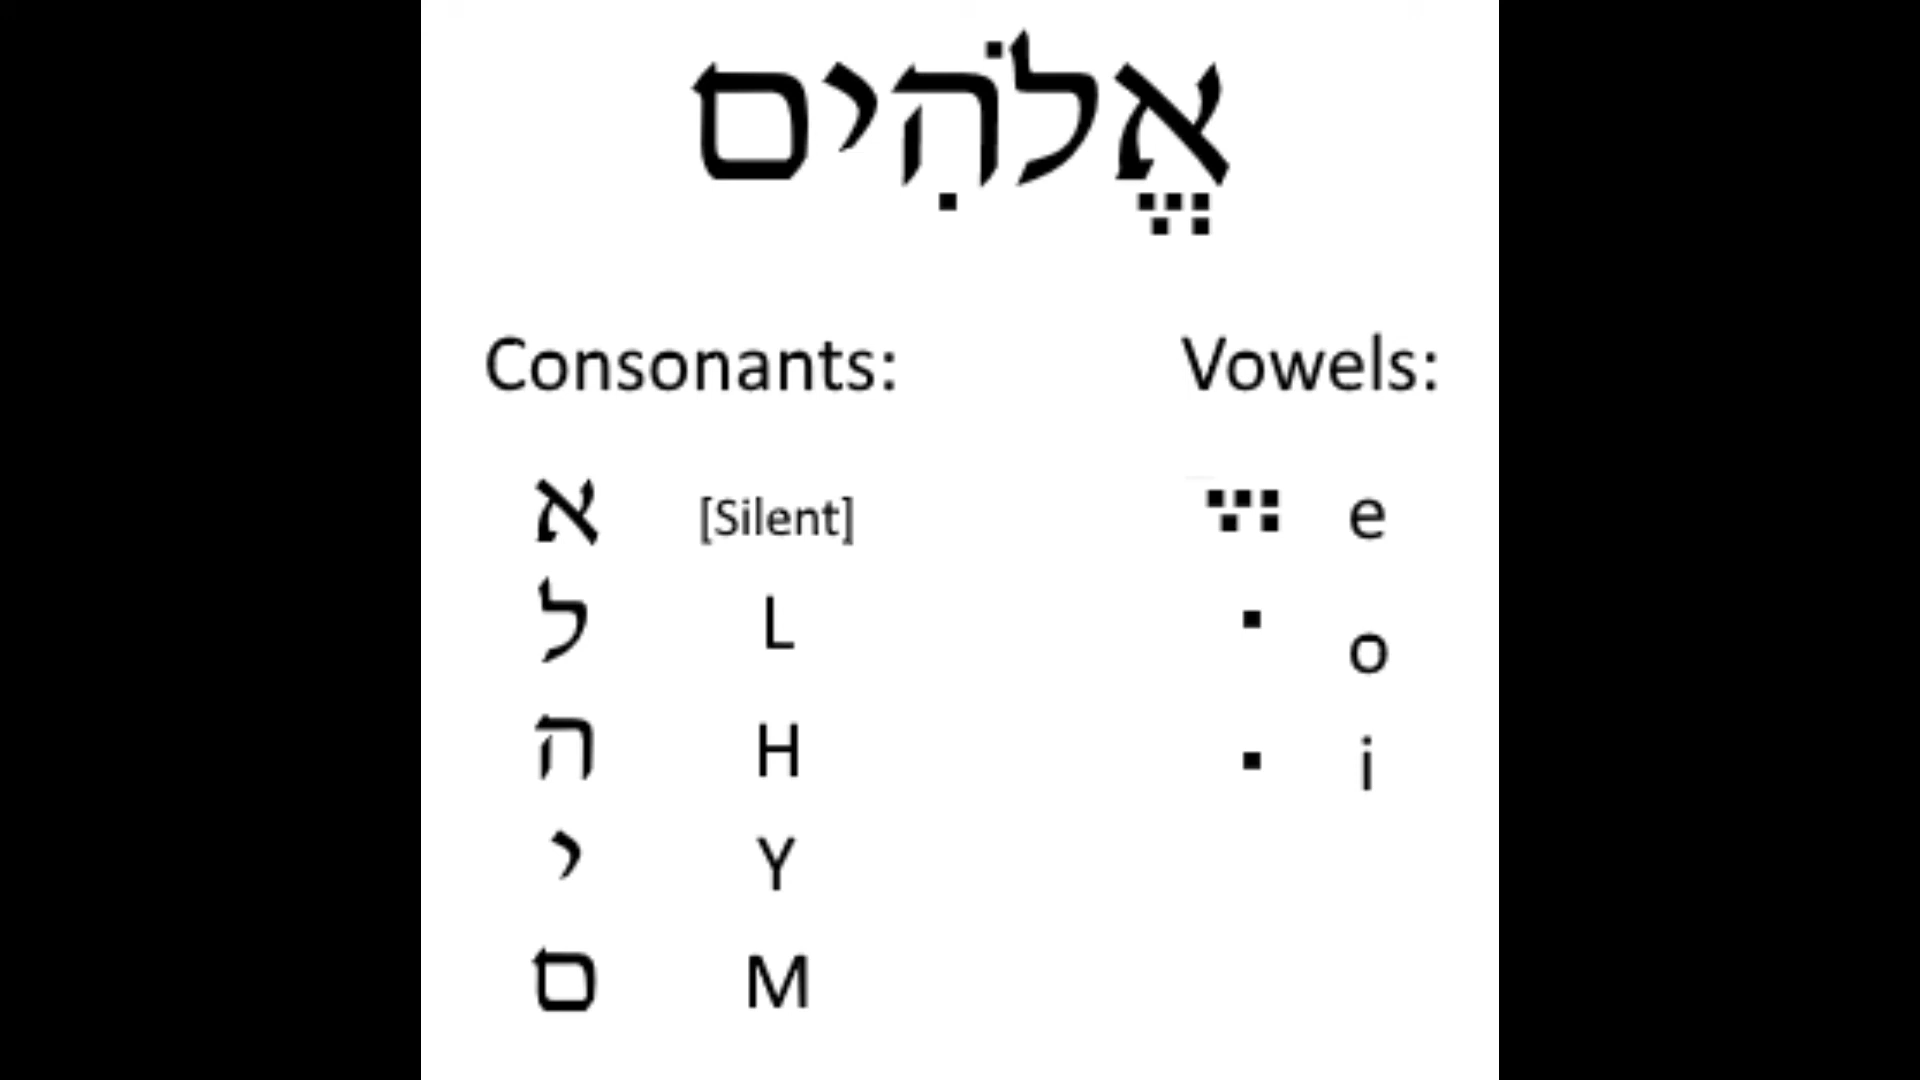 אֱלֹהִים
Consonants: Vowels:
א [Silent] ֱ e
ל L ֹ o
ה H ִ i
י Y
ם M